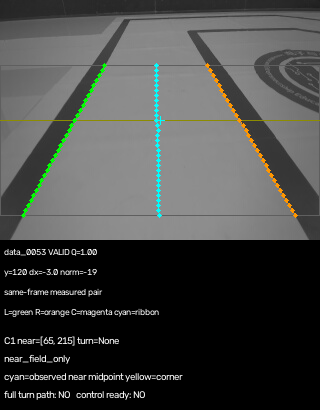 data_0053 VALID Q=1.00
y=120 dx=-3.0 norm=-19
same-frame measured pair
L=green R=orange C=magenta cyan=ribbon
C1 near=[65, 215] turn=None
near_field_only
cyan=observed near midpoint yellow=corner
full turn path: NO control ready: NO